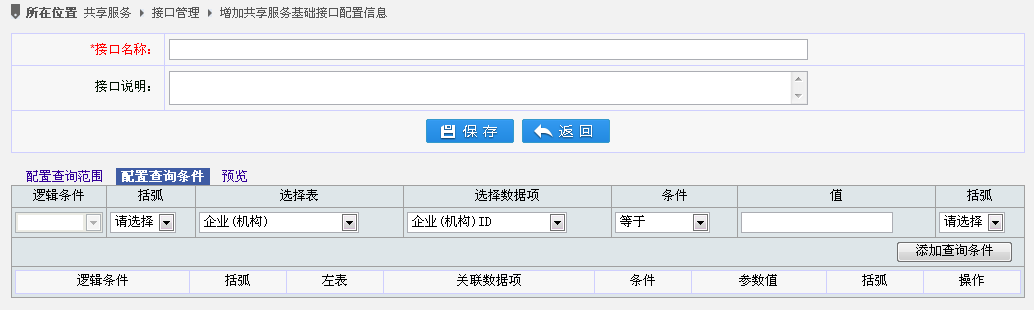 所在位置 共享服务 接口管理 增加共享服务基础接口配置信息
*接口名称:
接口说明:
保存 返回
配置查询范围 配置查询条件 预览
逻辑条件 括弧 选择表 选择数据项 条件 值 括弧
请选择 企业(机构) 企业(机构)ID 等于 请选择
添加查询条件
逻辑条件 括弧 左表 关联数据项 条件 参数值 括弧 操作